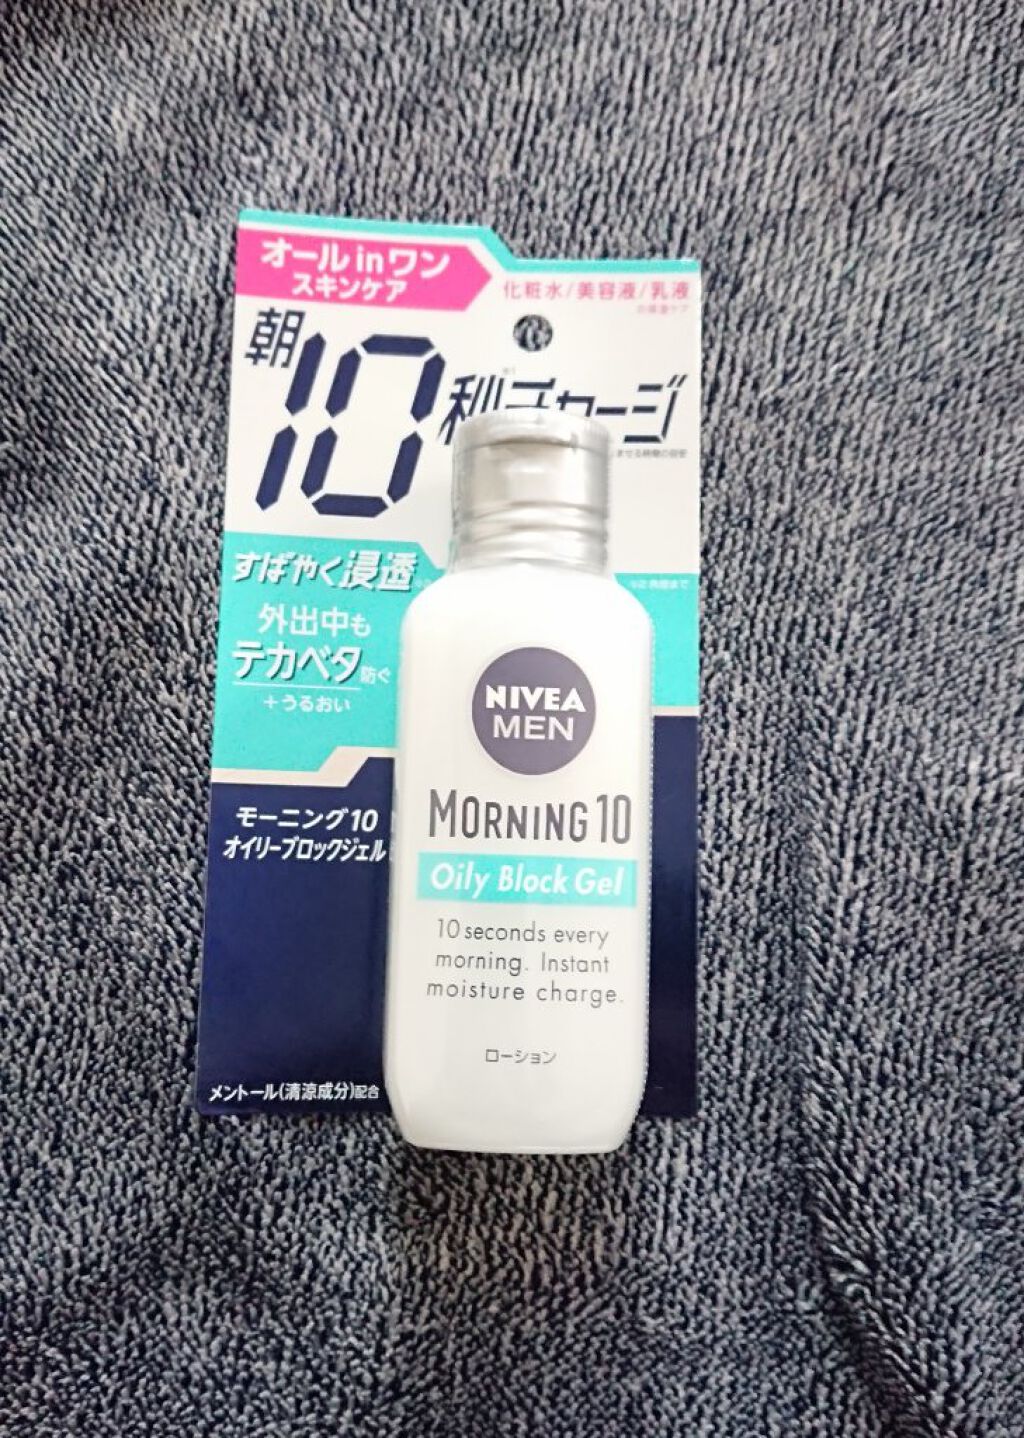 オールinワン
スキンケア
化粧水/美容液/乳液
朝10秒チャージ
すばやく浸透
外出中も
テカベタ防ぐ
+うるおい
モーニング10
オイリーブロックジェル
メントール(清涼成分)配合
NIVEA
MEN
MORNING 10
Oily Block Gel
10 seconds every
morning. Instant
moisture charge.
ローション